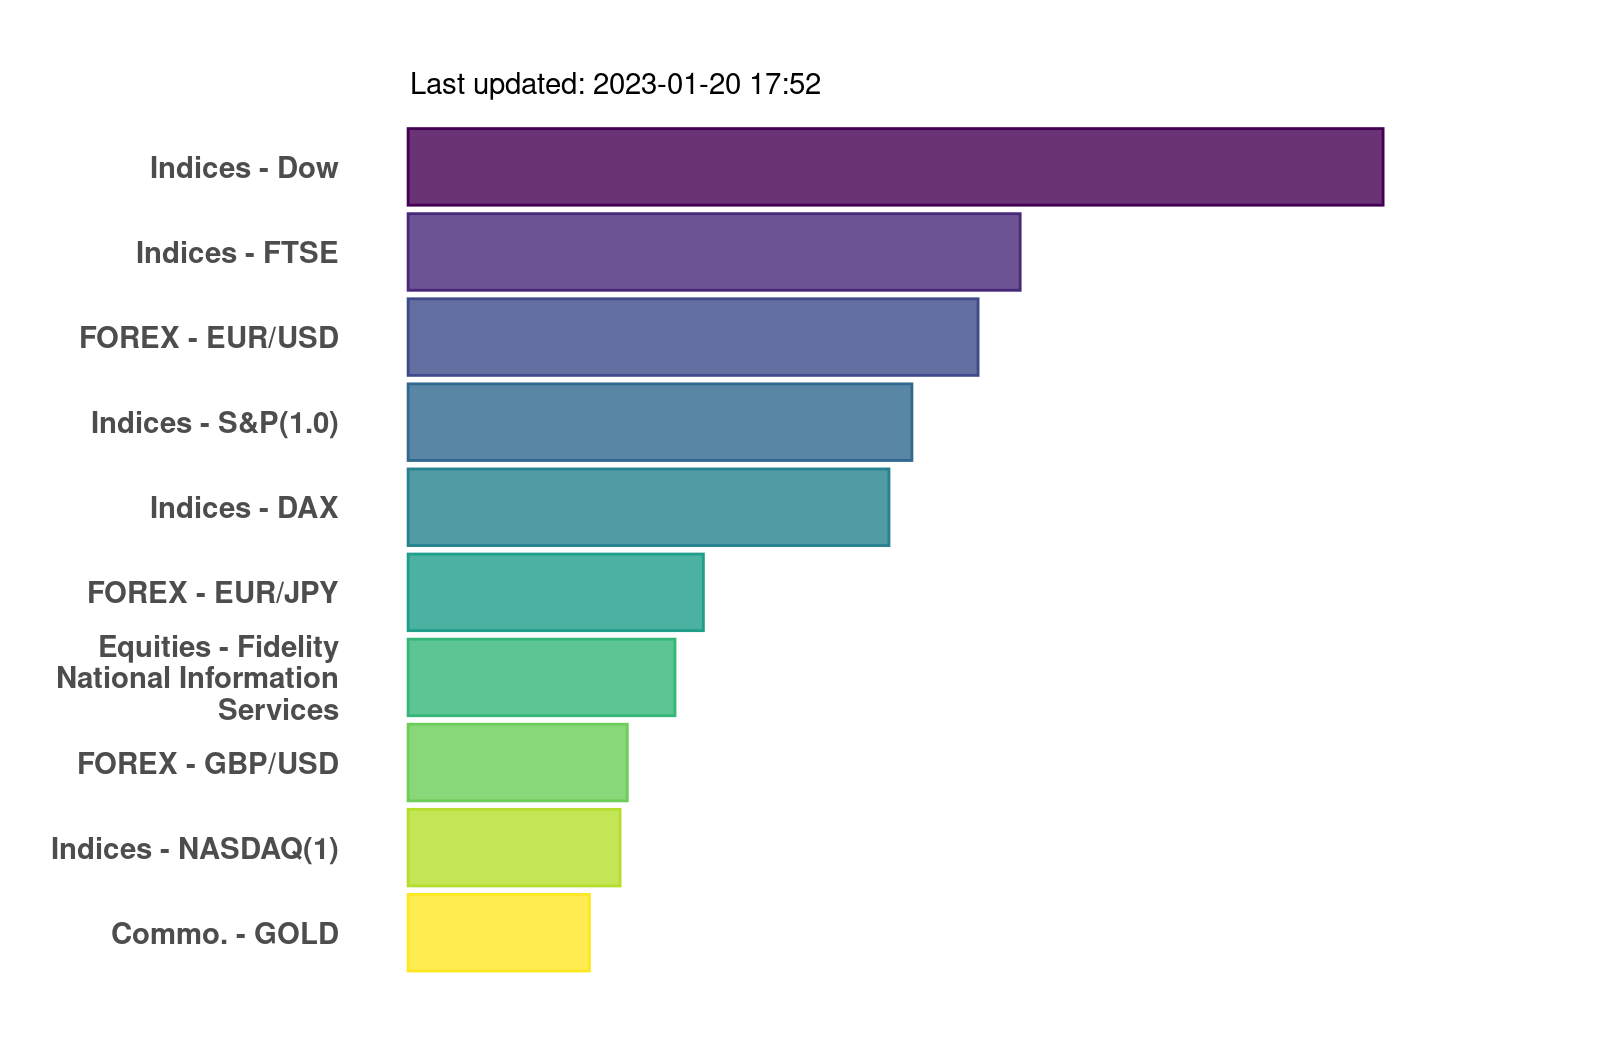 Last updated: 2023-01-20 17:52
Indices - Dow
Indices - FTSE
FOREX - EUR/USD
Indices - S&P(1.0)
Indices - DAX
FOREX - EUR/JPY
Equities - Fidelity
National Information
Services
FOREX - GBP/USD
Indices - NASDAQ(1)
Commo. - GOLD